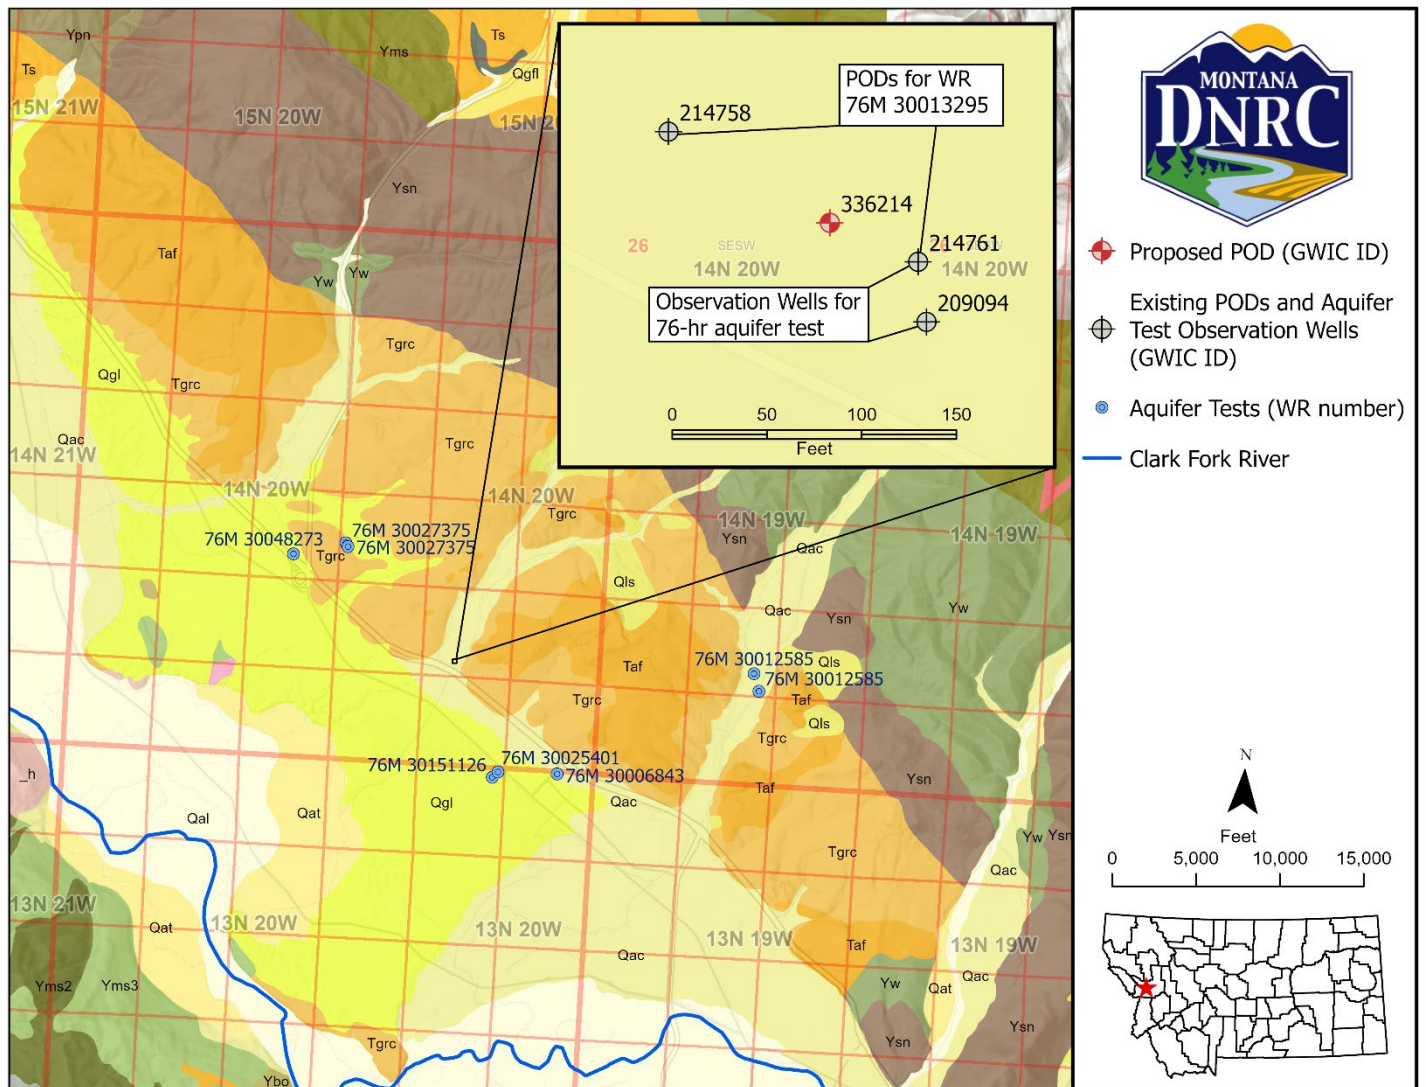 Ypn
Yms
Ts
Ts
Qgfl
15N 21W
15N 20W
15N 2
Ysn
Taf
Yw
Yw
Tgrc
Qgl
Tgrc
Qac
Tgrc
14N 21W
14N 20W
14N 20W
Tgrc
14N 19W
14N 19W
Ysn
Qac
76M 30048273
76M 30027375
76M 30027375
Tgrc
Qls
Qac
Ysn
Yw
Taf
76M 30012585
Qls
76M 30012585
Tgrc
Taf
Qls
Tgrc
76M 30151126
76M 30025401
76M 30006843
Ysn
_h
Taf
Qgl
Qac
Qal
Qat
Yw
Ysn
Tgrc
Qac
13N 21W
Qat
13N 20W
13N 20W
13N 19W
13N 19W
Qac
Taf
Yms2
Yms3
Yw
Qat
Qac
Ysn
Ysn
Tgrc
Ybo
PODs for WR
76M 30013295
214758
336214
26
SESW
14N 20W
214761
14N 20W
Observation Wells for
76-hr aquifer test
209094
0 50 100 150
Feet
MONTANA
DNRC
Proposed POD (GWIC ID)
Existing PODs and Aquifer
Test Observation Wells
(GWIC ID)
Aquifer Tests (WR number)
Clark Fork River
N
Feet
0 5,000 10,000 15,000